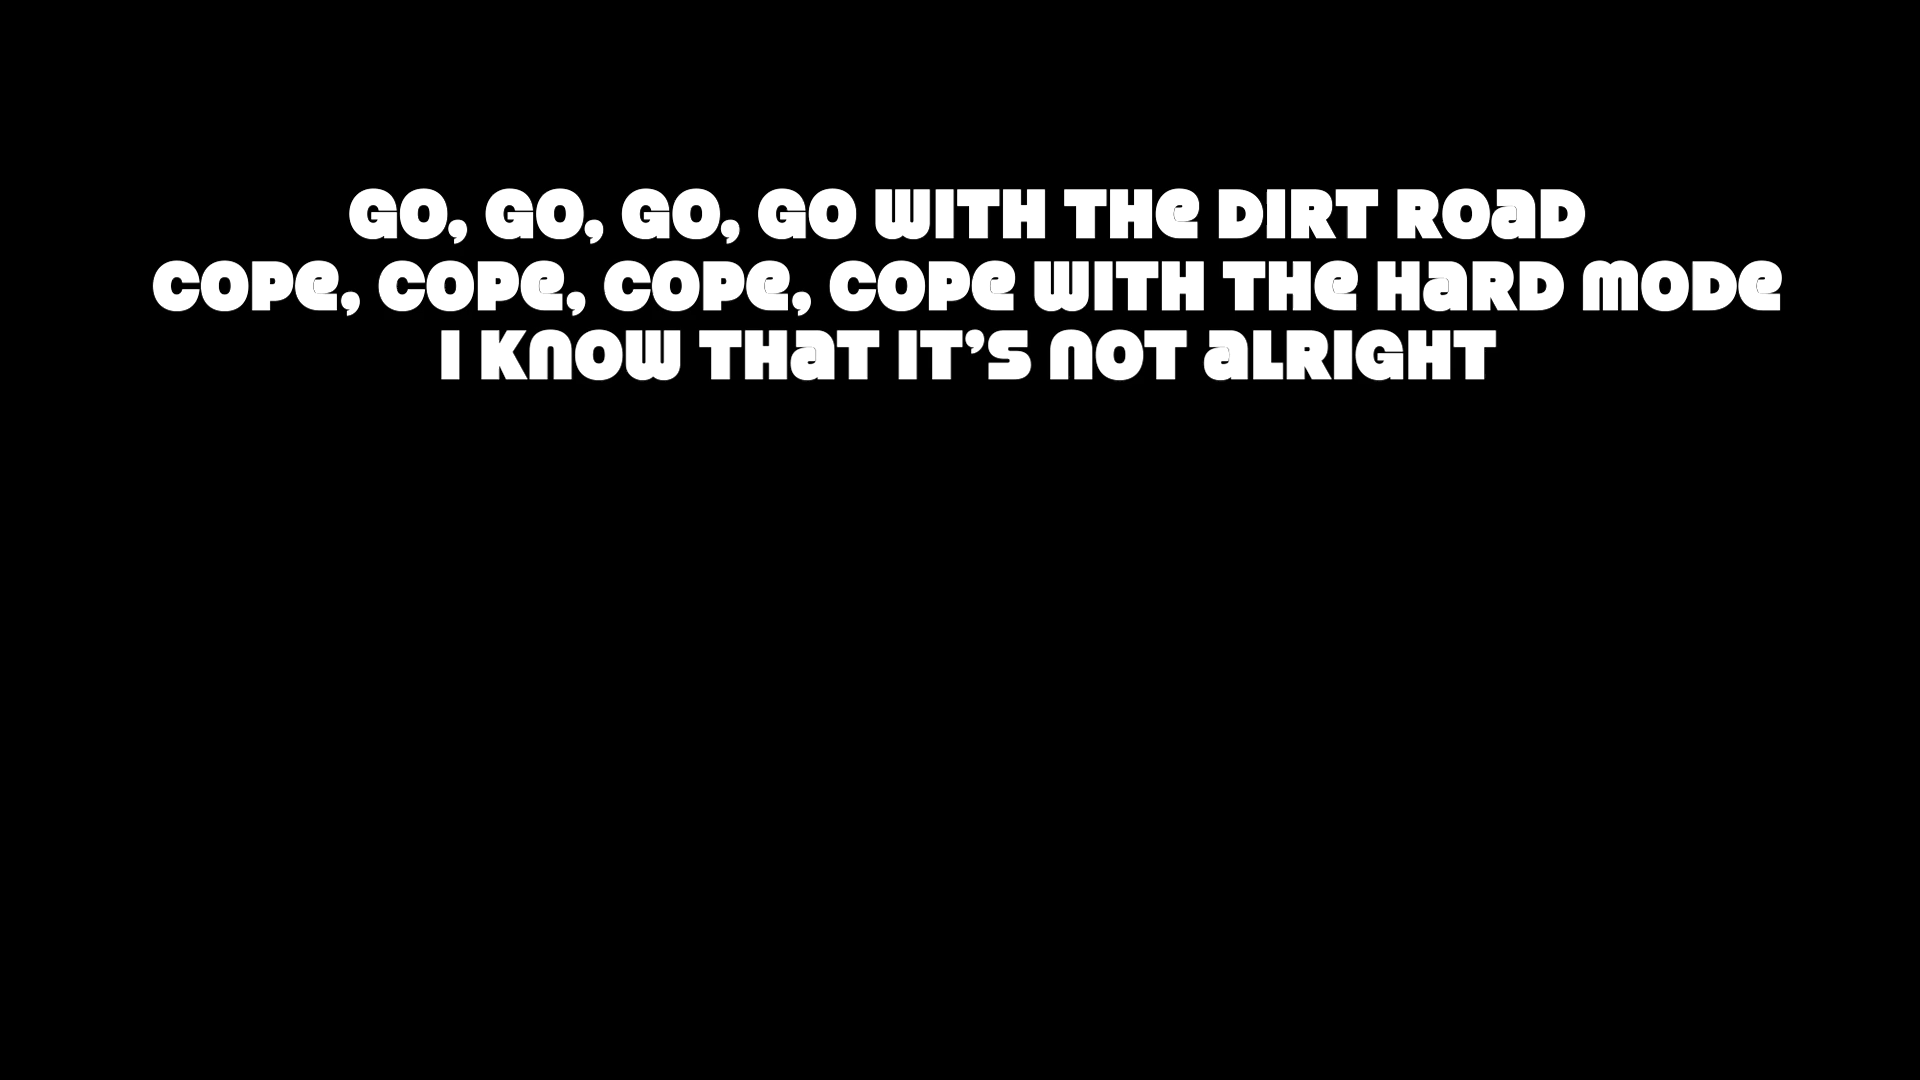 GO, GO, GO, GO WITH THE DIRT ROAD
COPE, COPE, COPE, COPE WITH THE HARD MODE
I KNOW THAT IT’S NOT ALRIGHT